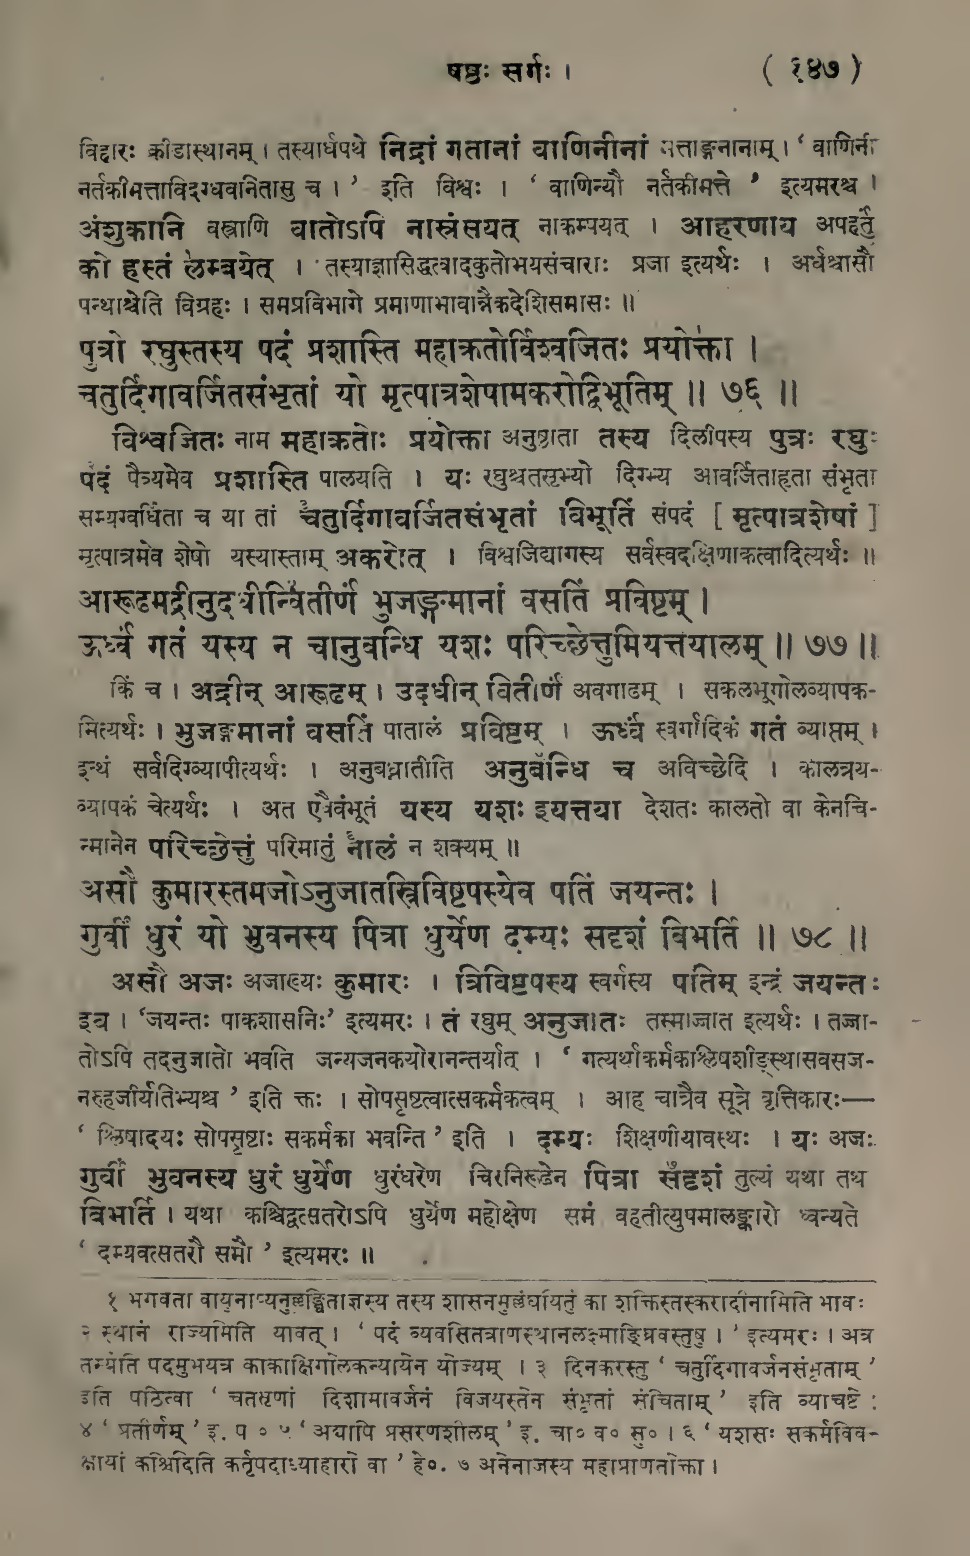 षष्ठः सर्गः । ( १४७ )
विहारः क्रीडास्थानम् । तस्यार्धपथे निद्रां गतानां वाणिनीनां मत्ताङ्गनानाम् । ‘ वाणिनी
नर्तकीमत्ताविदग्धवनितासु च । ’ इति विश्वः । ‘ वाणिन्यौ नर्तकीमत्ते ’ इत्यमरश्च ।
अंशुकानि वस्त्राणि वातोऽपि नास्रंसयत् नाकम्पयत् । आहरणाय अपहर्तुं
को हस्तं लम्बयेत् । तस्याज्ञासिद्धत्वादकुतोभयसंचाराः प्रजा इत्यर्थः । अर्धश्चासौ
पन्थाश्चेति विग्रहः । समप्रविभागे प्रमाणाभावान्नैकदेशिसमासः ॥
पुत्रो रघुस्तस्य पदं प्रशास्ति महाक्रतोर्विश्वजितः प्रयोक्ता ।
चतुर्दिगावर्जितसंभृतां यो मृत्पात्रशेषामकरोद्विभूतिम् ॥ ७६ ॥
विश्वजितः नाम महाक्रतोः प्रयोक्ता अनुष्ठाता तस्य दिलीपस्य पुत्रः रघुः
पदं पैत्र्यमेव प्रशास्ति पालयति । यः रघुश्चतसृभ्यो दिग्भ्य आवर्जिताहृता संभृता
सम्यग्वर्धिता च या तां चतुर्दिगावर्जितसंभृतां विभूतिं संपदं [ मृत्पात्रशेषां ]
मृत्पात्रमेव शेषो यस्यास्ताम् अकरोत् । विश्वजिद्यागस्य सर्वस्वदक्षिणाकत्वादित्यर्थः ॥
आरूढमद्रीनुदधीन्वितीर्णं भुजङ्गमानां वसतिं प्रविष्टम् ।
ऊर्ध्वं गतं यस्य न चानुबन्धि यशः परिच्छेत्तुमियत्तयालम् ॥ ७७ ॥
किं च । अद्रीन् आरूढम् । उदधीन् वितीर्णं अवगाढम् । सकलभूगोलव्यापक-
मित्यर्थः । भुजङ्गमानां वसतिं पातालं प्रविष्टम् । ऊर्ध्वं स्वर्गादिकं गतं व्याप्तम् ।
इत्थं सर्वदिग्व्यापीत्यर्थः । अनुबध्नातीति अनुबन्धि च अविच्छेदि । कालत्रय-
व्यापकं चेत्यर्थः । अत एवैवंभूतं यस्य यशः इयत्तया देशतः कालतो वा केनचि-
न्मानेन परिच्छेत्तुं परिमातुं नालं न शक्यम् ॥
असौ कुमारस्तमजोऽनुजातस्त्रिविष्टपस्येव पतिं जयन्तः ।
गुर्वीं धुरं यो भुवनस्य पित्रा धुर्येण दम्यः सदृशं बिभर्ति ॥ ७८ ॥
असौ अजः अजाख्यः कुमारः । त्रिविष्टपस्य स्वर्गस्य पतिम् इन्द्रं जयन्तः
इव । ‘जयन्तः पाकशासनिः’ इत्यमरः । तं रघुम् अनुजातः तस्माज्जात इत्यर्थः । तज्जा-
तोऽपि तदनुजातो भवति जन्यजनकयोरानन्तर्यात् । ‘ गत्यर्थाकर्मकाश्लिषशीङ्स्थासवसज-
नरुहजीर्यतिभ्यश्च ’ इति क्तः । सोपसृष्टत्वात्सकर्मकत्वम् । आह चात्रैव सूत्रे वृत्तिकारः—
‘ श्लिषादयः सोपसृष्टाः सकर्मका भवन्ति ’ इति । दम्यः शिक्षणीयावस्थः । यः अजः
गुर्वीं भुवनस्य धुरं धुर्येण धुरंधरेण चिरनिरूढेन पित्रा सदृशं तुल्यं यथा तथ
बिभर्ति । यथा कश्चिद्वत्सतरोऽपि धुर्येण महोक्षेण समं वहतीत्युपमालङ्कारो ध्वन्यते
‘ दम्यवत्सतरौ समौ ’ इत्यमरः ॥
१ भगवता वायुनाप्यनुल्लङ्घिताज्ञस्य तस्य शासनमुल्लंघयितुं का शक्तिस्तस्करादीनामिति भावः
२ स्थानं राज्यमिति यावत् । ‘ पदं व्यवसितत्राणस्थानलक्ष्माङ्घ्रिवस्तुषु । ’ इत्यमरः । अत्र
तस्येति पदमुभयत्र काकाक्षिगोलकन्यायेन योज्यम् । ३ दिनकरस्तु ‘ चतुर्दिगावर्जनसंभृताम् ’
इति पठित्वा ‘ चतसृणां दिशामावर्जनं विजयस्तेन संभृतां संचिताम् ’ इति व्याचष्टे :
४ ‘ प्रतीर्णम् ’ इ. प ० ५ ‘ अद्यापि प्रसरणशीलम् ’ इ. चा० व० सु० । ६ ‘ यशसः सकर्मविव-
क्षायां कश्चिदिति कर्तृपदाध्याहारो वा ’ हे०. ७ अनेनाजस्य महाप्राणतोक्ता ।